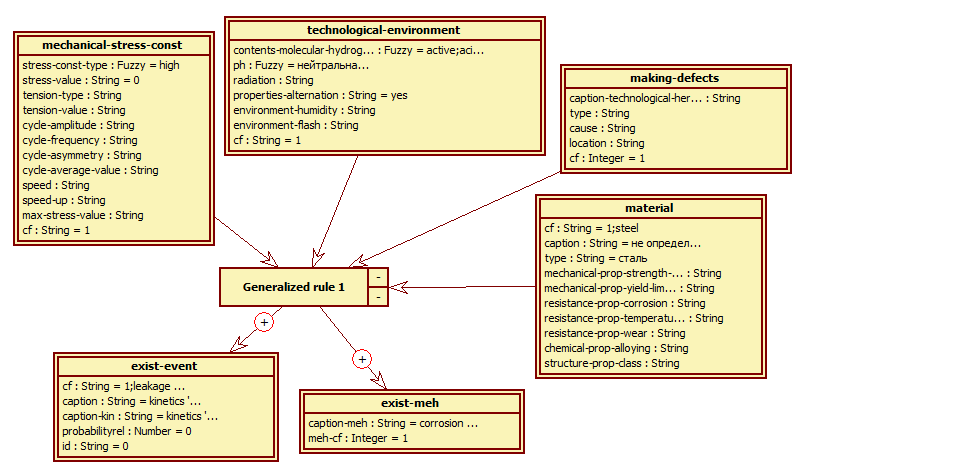 mechanical-stress-const
stress-const-type : Fuzzy = high
stress-value : String = 0
tension-type : String
tension-value : String
cycle-amplitude : String
cycle-frequency : String
cycle-asymmetry : String
cycle-average-value : String
speed : String
speed-up : String
max-stress-value : String
cf : String = 1
technological-environment
contents-molecular-hydrog... : Fuzzy = active;aci...
ph : Fuzzy = нейтральна...
radiation : String
properties-alternation : String = yes
environment-humidity : String
environment-flash : String
cf : String = 1
making-defects
caption-technological-her... : String
type : String
cause : String
location : String
cf : Integer = 1
material
cf : String = 1;steel
caption : String = не определ...
type : String = сталь
mechanical-prop-strength-... : String
mechanical-prop-yield-lim... : String
resistance-prop-corrosion : String
resistance-prop-temperatu... : String
resistance-prop-wear : String
chemical-prop-alloying : String
structure-prop-class : String
Generalized rule 1
-
-
+
+
exist-event
cf : String = 1;leakage ...
caption : String = kinetics '...
caption-kin : String = kinetics '...
probabilityrel : Number = 0
id : String = 0
exist-meh
caption-meh : String = corrosion ...
meh-cf : Integer = 1